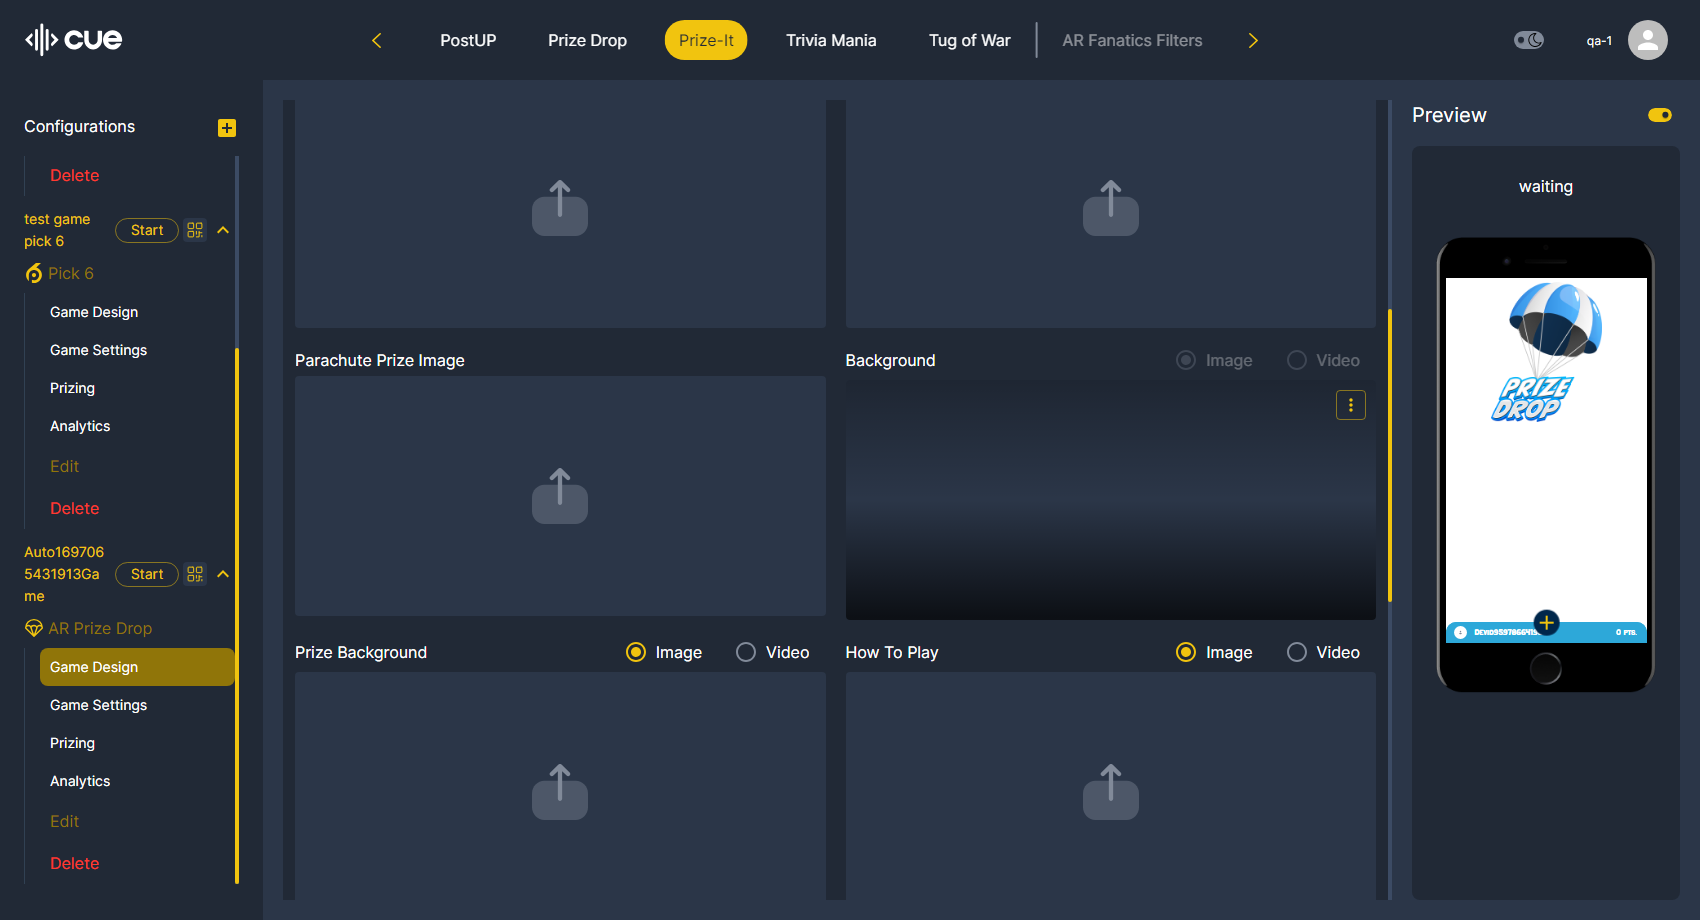 cue
PostUP
Prize Drop
Prize-It
Trivia Mania
Tug of War
AR Fanatics Filters
qa-1
Configurations
Delete
test game
pick 6
Start
Pick 6
Game Design
Game Settings
Prizing
Analytics
Edit
Delete
Auto169706
5431913Ga
me
Start
AR Prize Drop
Game Design
Game Settings
Prizing
Analytics
Edit
Delete
Parachute Prize Image
Background
Image
Video
Prize Background
Image
Video
How To Play
Image
Video
Preview
waiting
PRIZE
DROP
0 PTS.